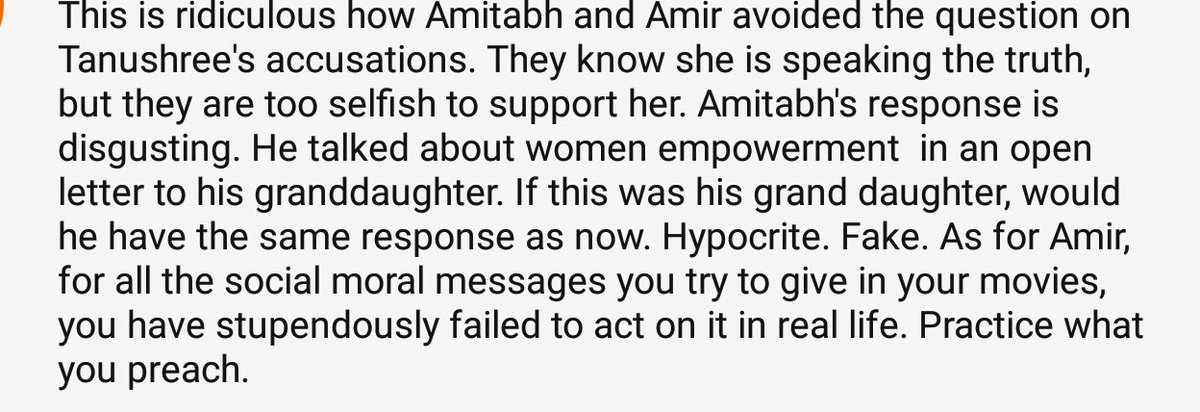 This is ridiculous how Amitabh and Amir avoided the question on
Tanushree's accusations. They know she is speaking the truth,
but they are too selfish to support her. Amitabh's response is
disgusting. He talked about women empowerment  in an open
letter to his granddaughter. If this was his grand daughter, would
he have the same response as now. Hypocrite. Fake. As for Amir,
for all the social moral messages you try to give in your movies,
you have stupendously failed to act on it in real life. Practice what
you preach.